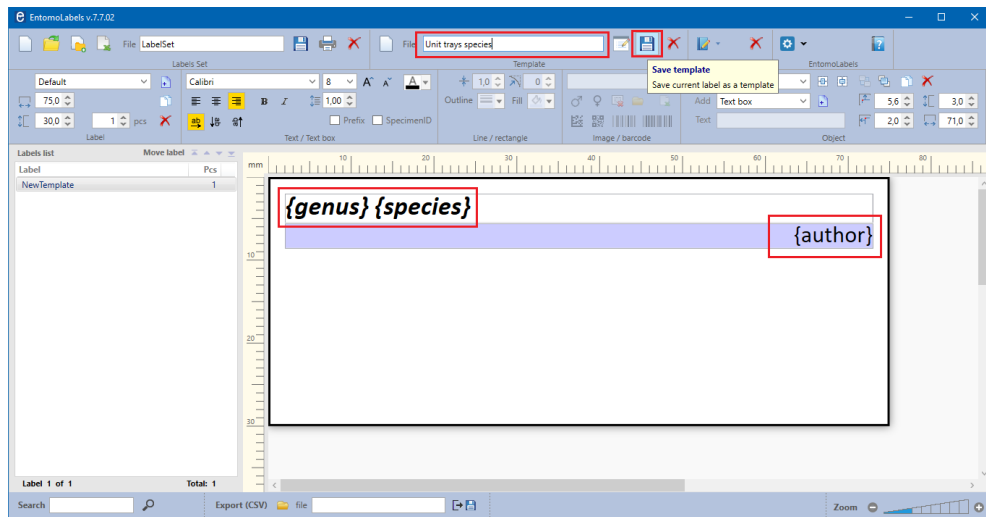 EntomoLabels v.7.7.02
File LabelSet
File Unit trays species
Labels Set
Template
EntomoLabels
Save template
Save current label as a template
Default
Calibri
8
A
A
A
1,0
0
75,0
B I
1,00
Outline
Fill
Add Text box
5,6
3,0
30,0
1 pcs
ab
Prefix
SpecimenID
Text
2,0
71,0
Label
Text / Text box
Line / rectangle
Image / barcode
Object
Labels list
Move label
Label
Pcs
NewTemplate
1
mm
10
20
30
40
50
60
70
80
{genus} {species}
{author}
10
20
30
Label 1 of 1
Total: 1
Search
Export (CSV)
file
Zoom